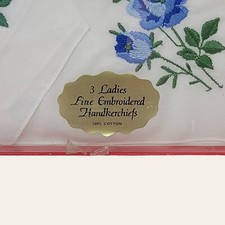 3 Ladies
Fine Embroidered
Handkerchiefs
100% COTTON